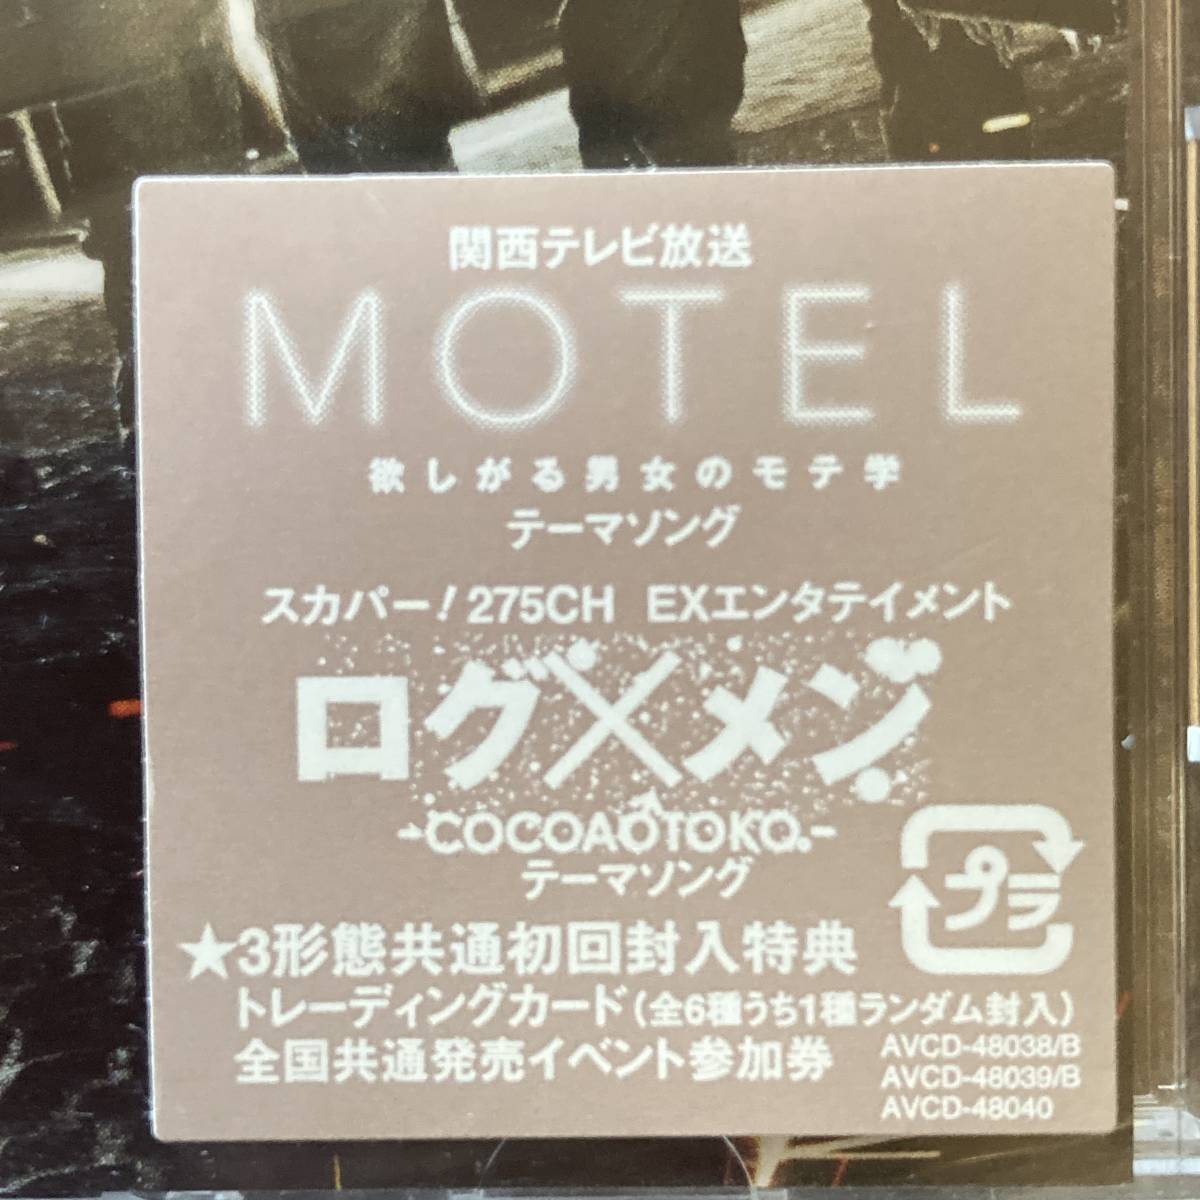 関西テレビ放送
MOTEL
欲しがる男女のモテ学
テーマソング
スカパー!275CH EXエンタテイメント
ログ×メン
-COCOAOTOKO.-
テーマソング
プラ
★3形態共通初回封入特典
トレーディングカード(全6種うち1種ランダム封入)
全国共通発売イベント参加券
AVCD-48038/B
AVCD-48039/B
AVCD-48040